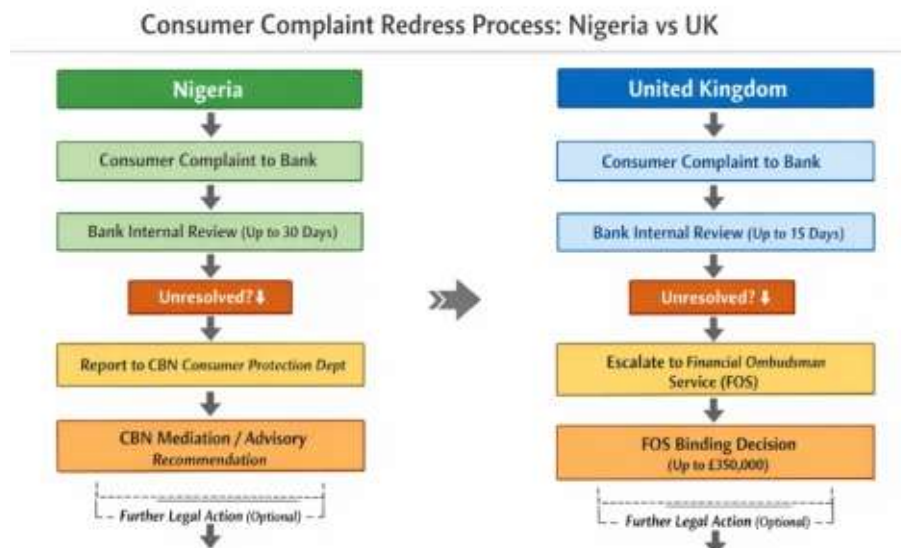 Consumer Complaint Redress Process: Nigeria vs UK
Nigeria
Consumer Complaint to Bank
Bank Internal Review (Up to 30 Days)
Unresolved? ⬇
Report to CBN Consumer Protection Dept
CBN Mediation / Advisory
Recommendation
Further Legal Action (Optional)
United Kingdom
Consumer Complaint to Bank
Bank Internal Review (Up to 15 Days)
Unresolved? ⬇
Escalate to Financial Ombudsman
Service (FOS)
FOS Binding Decision
(Up to £350,000)
Further Legal Action (Optional)